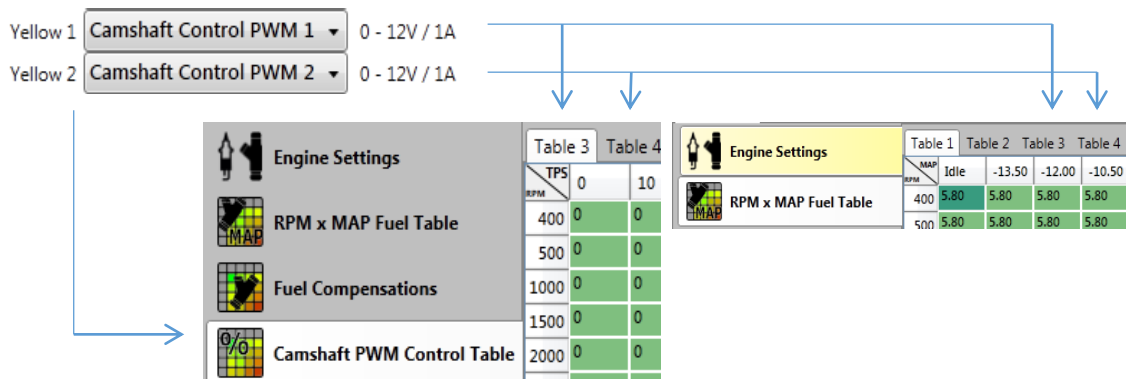 Yellow 1 Camshaft Control PWM 1 0 - 12V / 1A
Yellow 2 Camshaft Control PWM 2 0 - 12V / 1A
Engine Settings
MAP RPM x MAP Fuel Table
Fuel Compensations
% Camshaft PWM Control Table
Table 3 Table 4
TPS RPM 0 10
400 0 0
500 0 0
1000 0 0
1500 0 0
2000 0 0
Engine Settings
MAP RPM x MAP Fuel Table
Table 1 Table 2 Table 3 Table 4
MAP RPM Idle -13.50 -12.00 -10.50
400 5.80 5.80 5.80 5.80
500 5.80 5.80 5.80 5.80